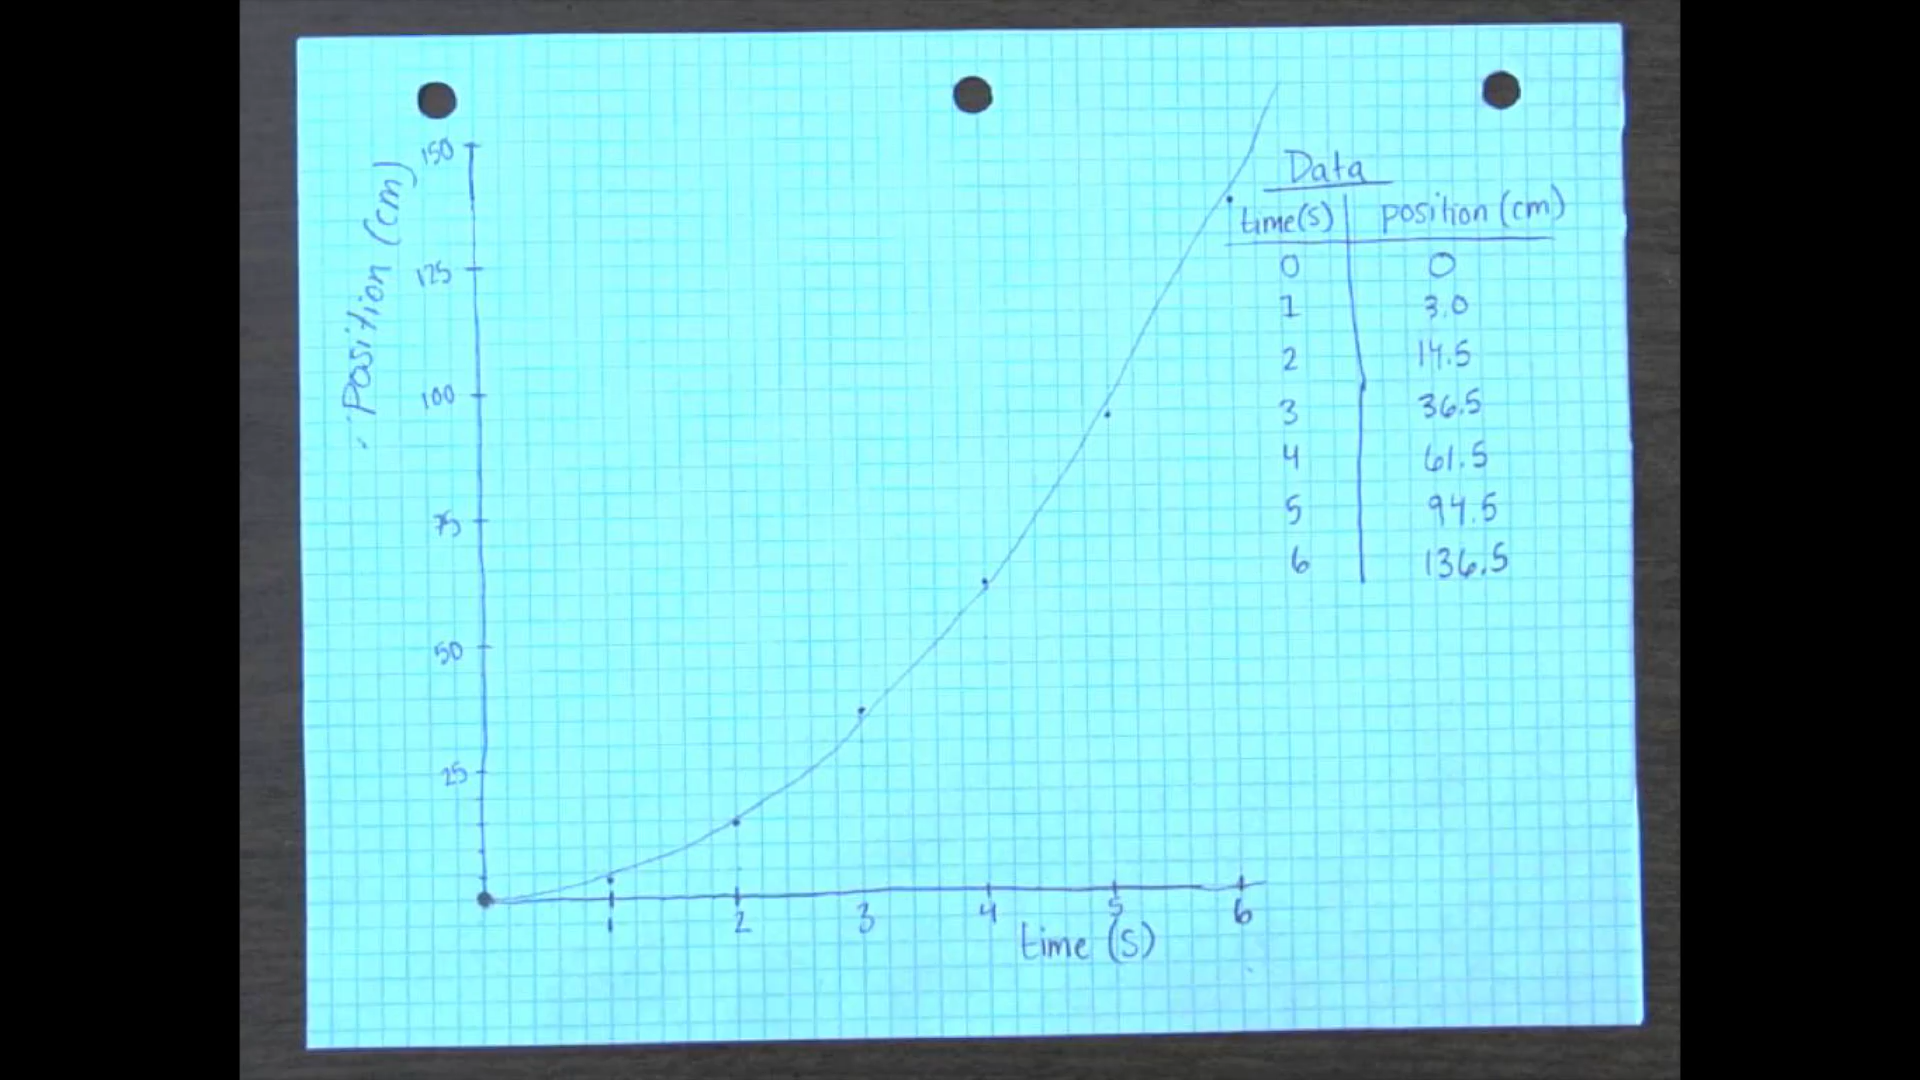 Position (cm)
150
125
100
75
50
25
1 2 3 4 5 6
time (s)
Data
time(s) position (cm)
0 0
1 3.0
2 14.5
3 36.5
4 61.5
5 94.5
6 136.5